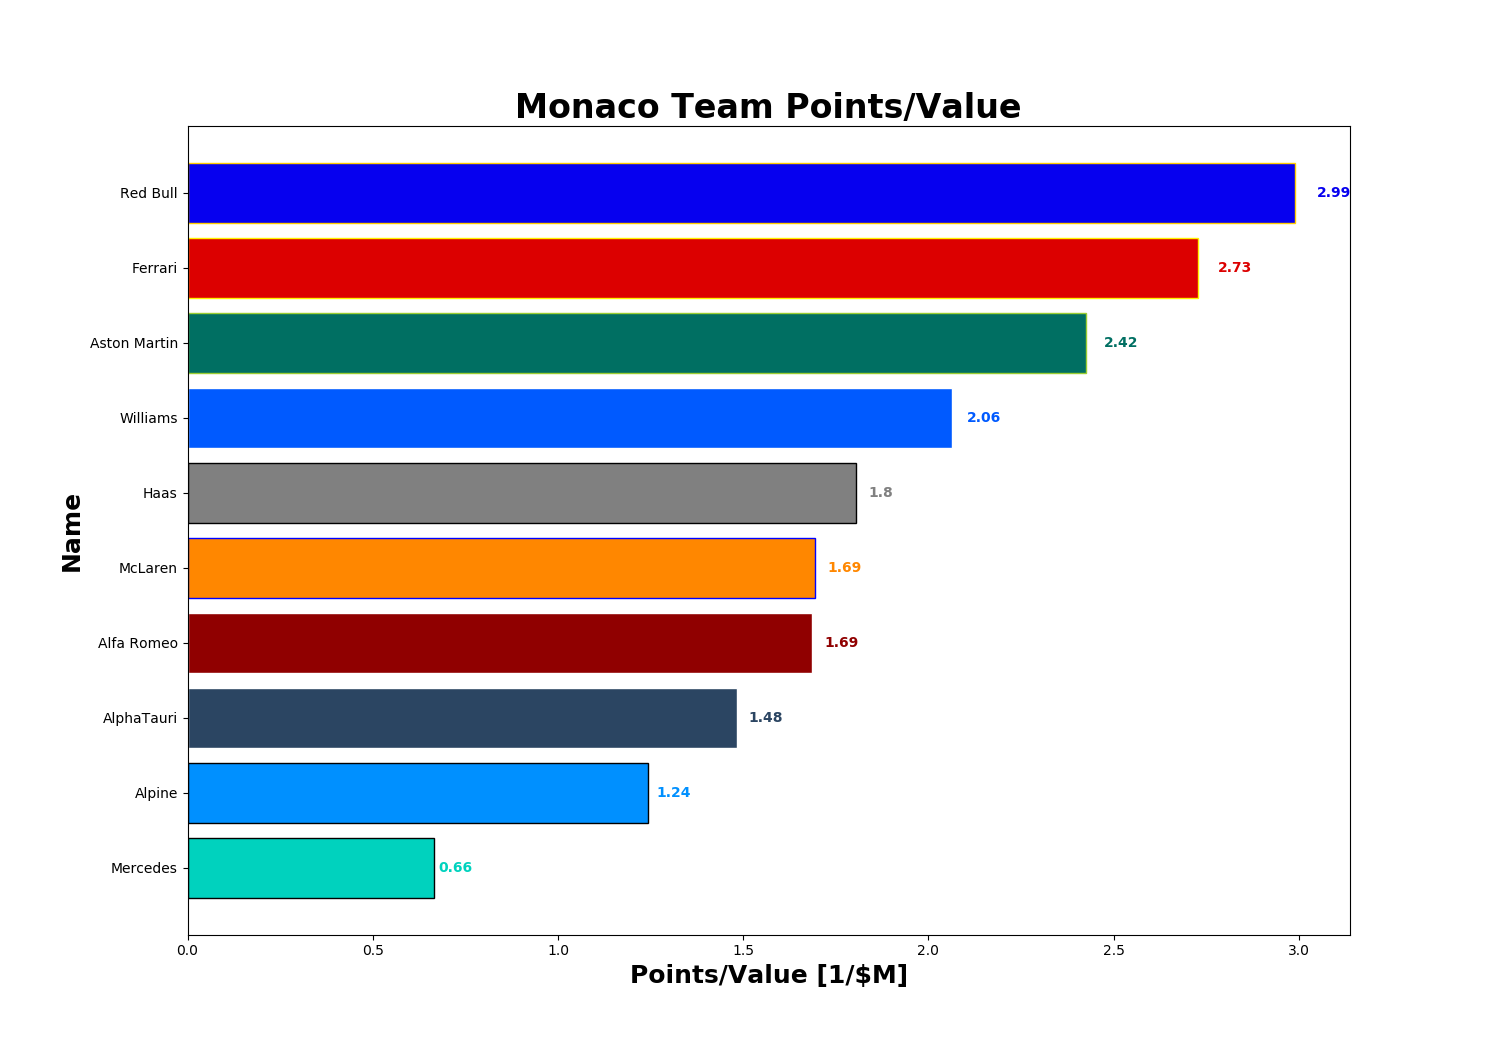 Monaco Team Points/Value
Red Bull 2.99
Ferrari 2.73
Aston Martin 2.42
Williams 2.06
Haas 1.8
McLaren 1.69
Alfa Romeo 1.69
AlphaTauri 1.48
Alpine 1.24
Mercedes 0.66
Name
0.0 0.5 1.0 1.5 2.0 2.5 3.0
Points/Value [1/$M]